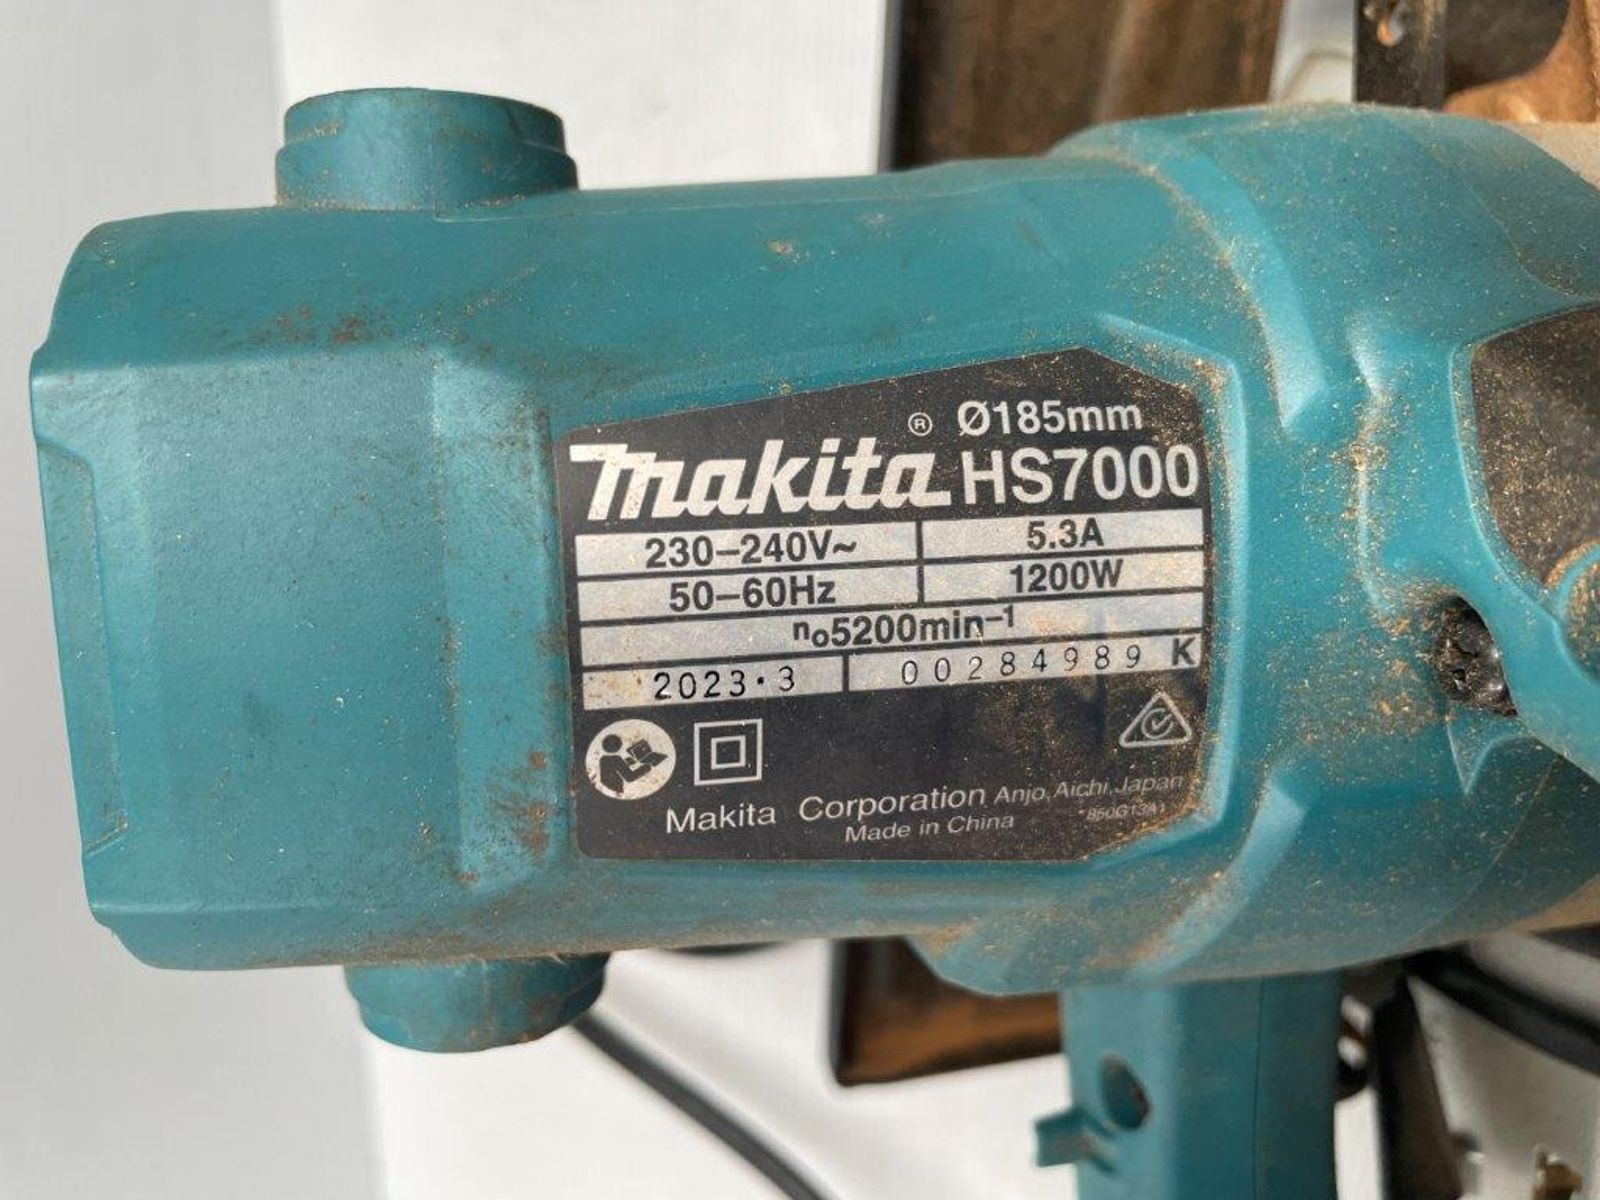 ® Ø185mm
makita HS7000
230–240V~ 5.3A
50–60Hz 1200W
no5200min⁻¹
2023·3 00284989 K
Makita Corporation Anjo, Aichi, Japan
Made in China